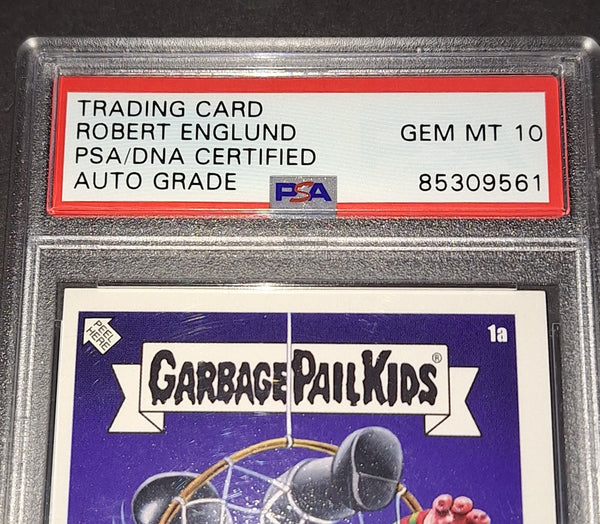 TRADING CARD
ROBERT ENGLUND GEM MT 10
PSA/DNA CERTIFIED
AUTO GRADE PSA 85309561
PEEL
HERE
1a
GARBAGE PAIL KIDS®